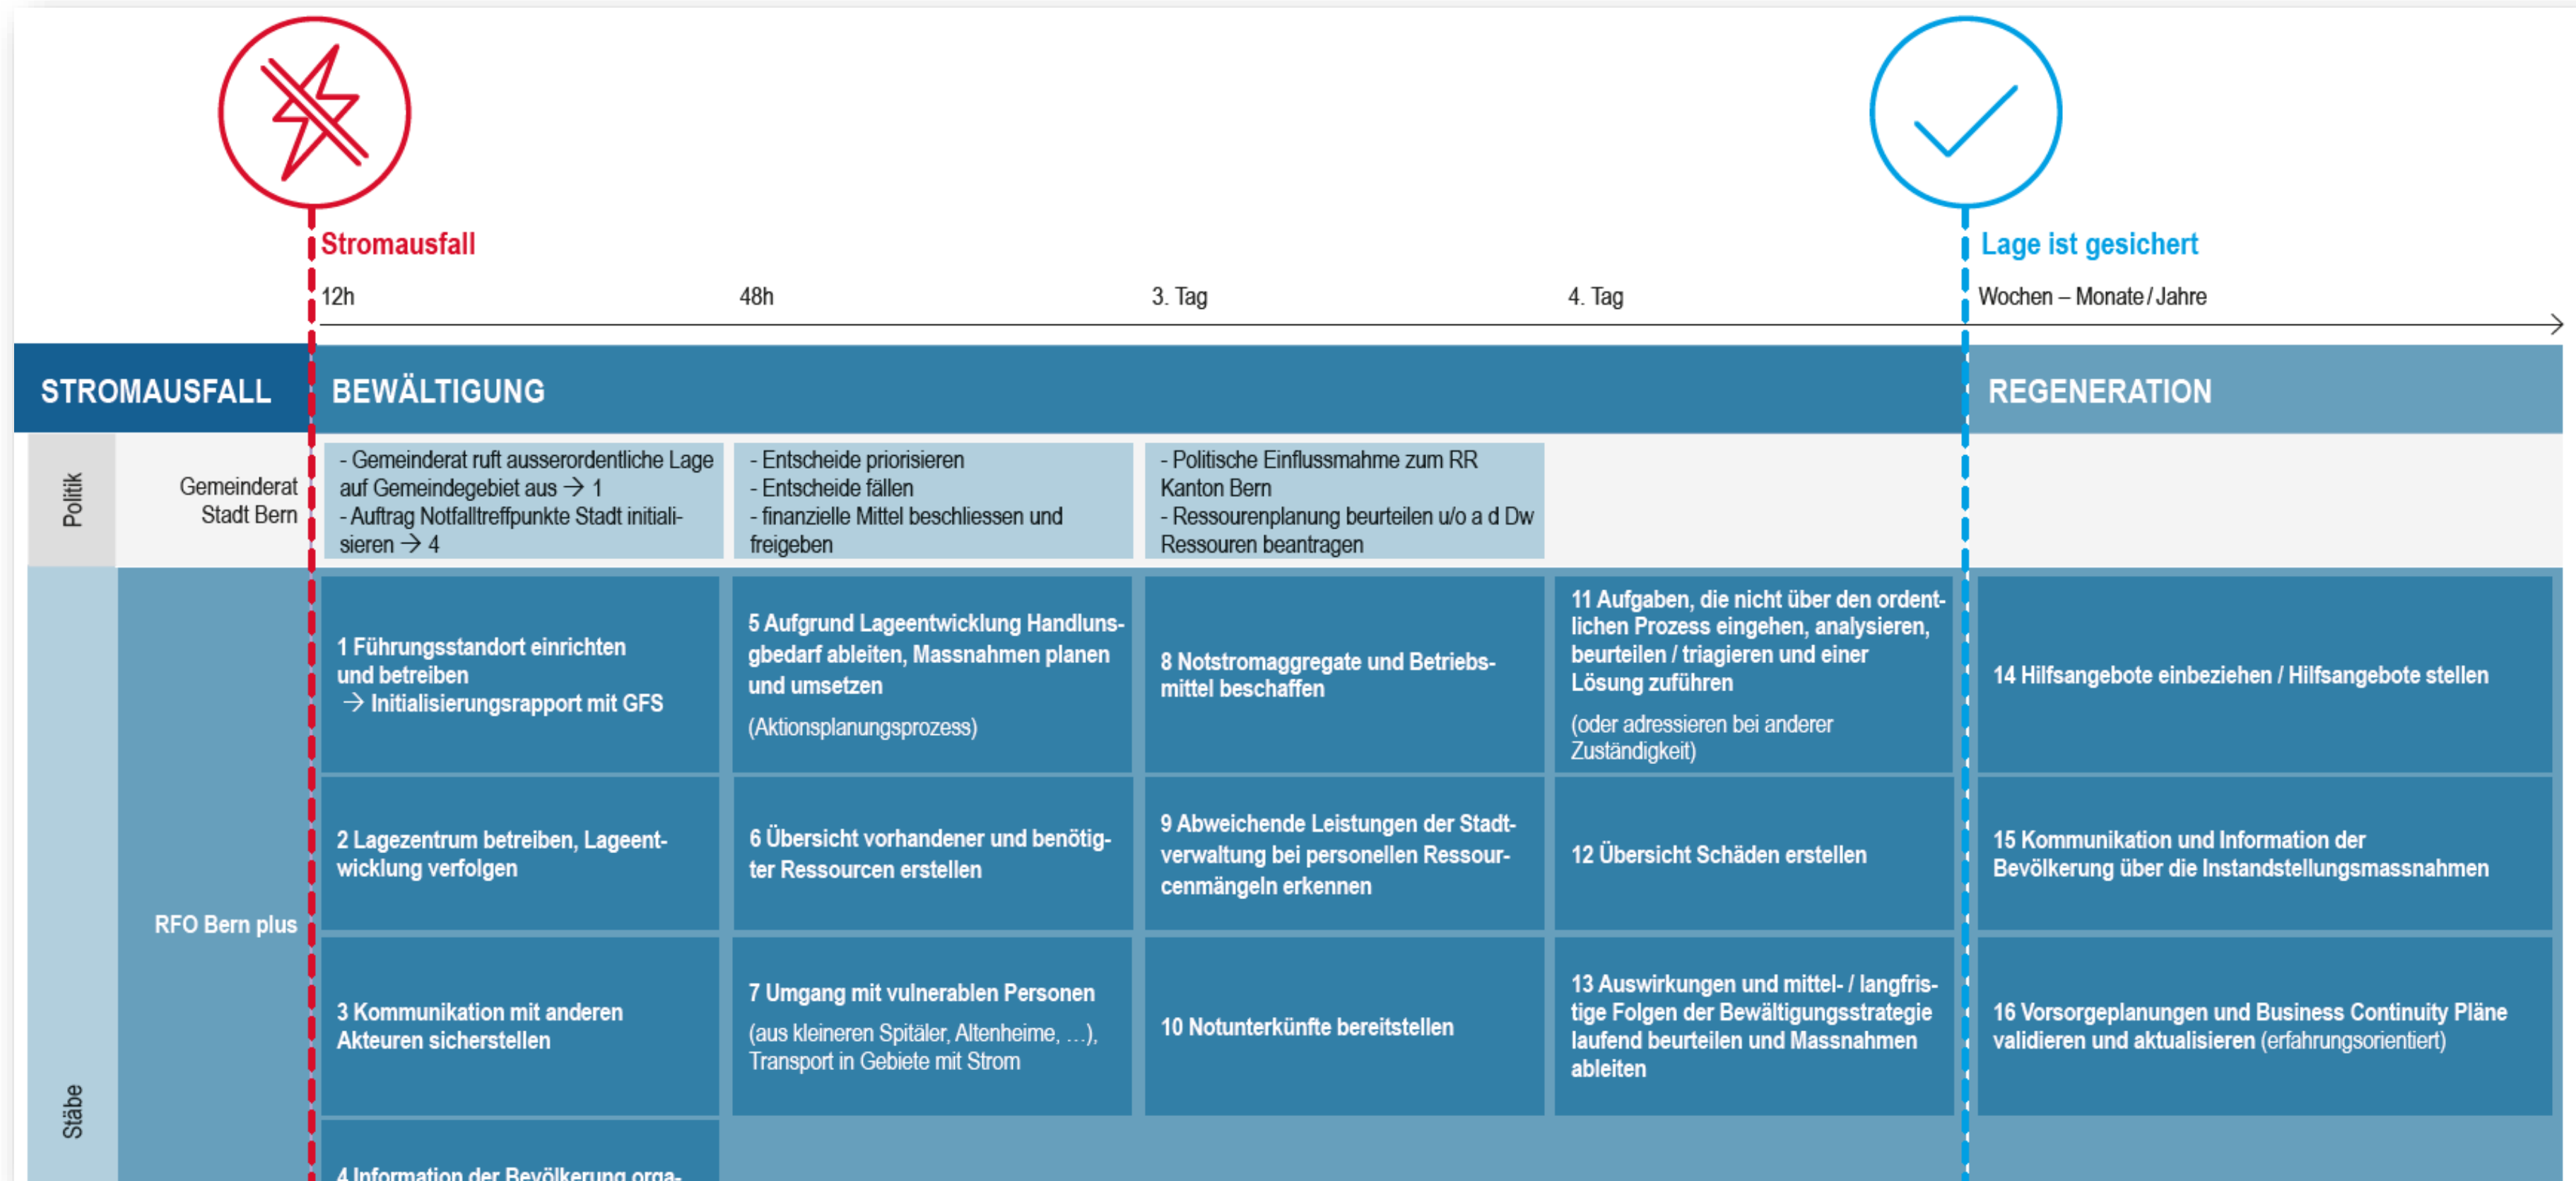 Stromausfall
Lage ist gesichert
12h
48h
3. Tag
4. Tag
Wochen – Monate / Jahre
STROMAUSFALL
BEWÄLTIGUNG
REGENERATION
Politik
Gemeinderat
Stadt Bern
- Gemeinderat ruft ausserordentliche Lage
auf Gemeindegebiet aus → 1
- Auftrag Notfalltreffpunkte Stadt initiali-
sieren → 4
- Entscheide priorisieren
- Entscheide fällen
- finanzielle Mittel beschliessen und
freigeben
- Politische Einflussmahme zum RR
Kanton Bern
- Ressourenplanung beurteilen u/o a d Dw
Ressouren beantragen
Stäbe
RFO Bern plus
1 Führungsstandort einrichten
und betreiben
→ Initialisierungsrapport mit GFS
5 Aufgrund Lageentwicklung Handluns-
gbedarf ableiten, Massnahmen planen
und umsetzen
(Aktionsplanungsprozess)
8 Notstromaggregate und Betriebs-
mittel beschaffen
11 Aufgaben, die nicht über den ordent-
lichen Prozess eingehen, analysieren,
beurteilen / triagieren und einer
Lösung zuführen
(oder adressieren bei anderer
Zuständigkeit)
14 Hilfsangebote einbeziehen / Hilfsangebote stellen
2 Lagezentrum betreiben, Lageent-
wicklung verfolgen
6 Übersicht vorhandener und benötig-
ter Ressourcen erstellen
9 Abweichende Leistungen der Stadt-
verwaltung bei personellen Ressour-
cenmängeln erkennen
12 Übersicht Schäden erstellen
15 Kommunikation und Information der
Bevölkerung über die Instandstellungsmassnahmen
3 Kommunikation mit anderen
Akteuren sicherstellen
7 Umgang mit vulnerablen Personen
(aus kleineren Spitäler, Altenheime, …),
Transport in Gebiete mit Strom
10 Notunterkünfte bereitstellen
13 Auswirkungen und mittel- / langfris-
tige Folgen der Bewältigungsstrategie
laufend beurteilen und Massnahmen
ableiten
16 Vorsorgeplanungen und Business Continuity Pläne
validieren und aktualisieren (erfahrungsorientiert)
4 Information der Bevölkerung orga-